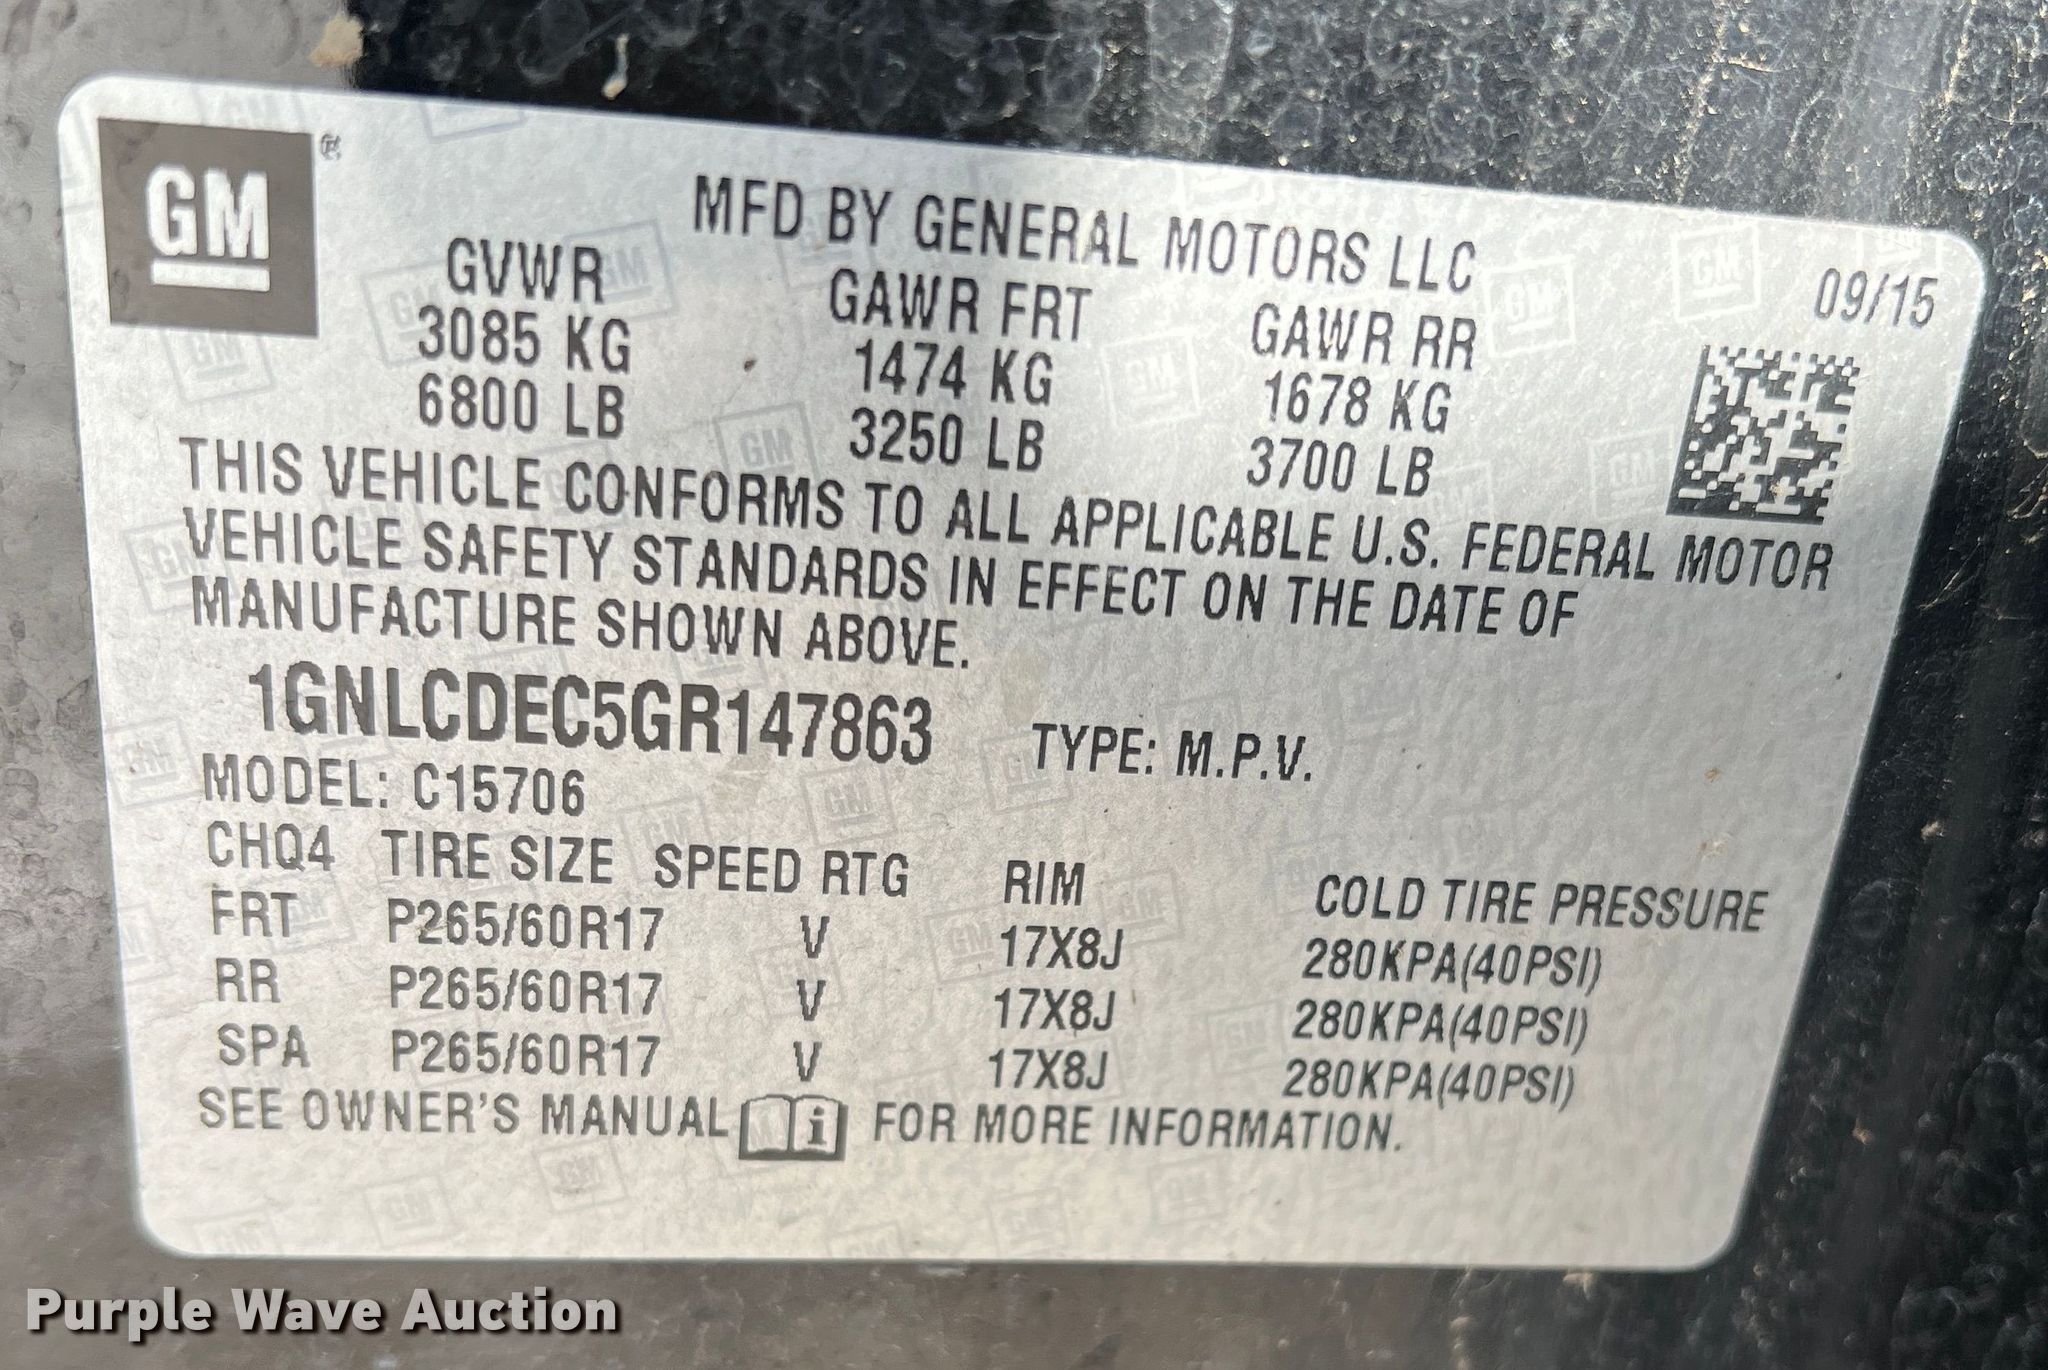 GM
MFD BY GENERAL MOTORS LLC
09/15
GVWR GAWR FRT GAWR RR
3085 KG 1474 KG 1678 KG
6800 LB 3250 LB 3700 LB
THIS VEHICLE CONFORMS TO ALL APPLICABLE U.S. FEDERAL MOTOR
VEHICLE SAFETY STANDARDS IN EFFECT ON THE DATE OF
MANUFACTURE SHOWN ABOVE.
1GNLCDEC5GR147863 TYPE: M.P.V.
MODEL: C15706
CHQ4 TIRE SIZE SPEED RTG RIM COLD TIRE PRESSURE
FRT P265/60R17 V 17X8J 280KPA(40PSI)
RR P265/60R17 V 17X8J 280KPA(40PSI)
SPA P265/60R17 V 17X8J 280KPA(40PSI)
SEE OWNER'S MANUAL i FOR MORE INFORMATION.
Purple Wave Auction